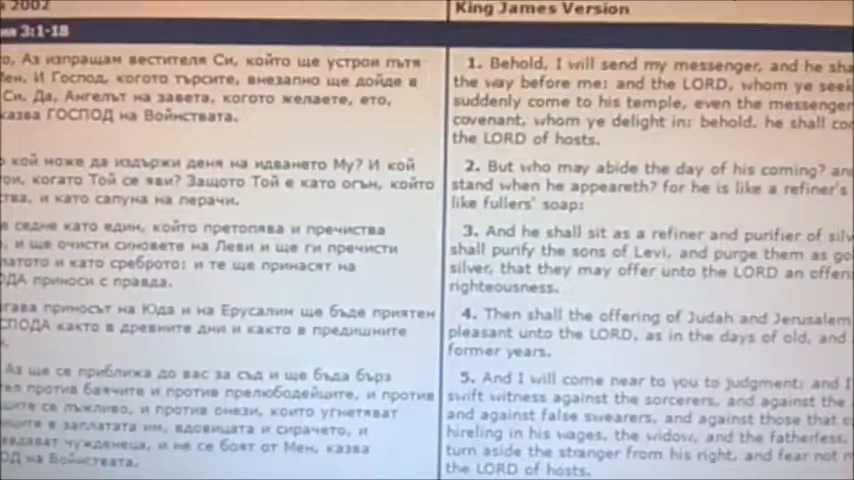 2002
3:1-18
Аз изпращам вестителя Си, който ще устрои пътя
И Господ, когото търсите, внезапно ще дойде в
Си, Да, Ангелът на завета, когото желаете, ето,
казва ГОСПОД на Войнствата.
кой може да издържи деня на идването Му? И кой
когато Той се яви? Защото Той е като огън, който
и като сапуна на перачи.
седне като един, който претопява и пречиства
и ще очисти синовете на Леви и ще ги пречисти
златото и като среброто: и те ще принасят на
приноси с правда.
приносът на Юда и на Ерусалим ще бъде приятен
както в древните дни и както в предишните
Аз ще се приближа до вас за съд и ще бъда бърз
против баячите и против прелюбодейците, и против
се лъжливо, и против онези, които угнетяват
в заплатата им, вдовицата и сирачето, и
чужденеца, и не се боят от Мен, казва
на Войнствата.
King James Version
1. Behold, I will send my messenger, and he
the way before me: and the LORD, whom ye seek
suddenly come to his temple, even the messenger
covenant, whom ye delight in: behold, he shall
the LORD of hosts.
2. But who may abide the day of his coming? and
stand when he appeareth? for he is like a refiner's
like fullers' soap:
3. And he shall sit as a refiner and purifier of
shall purify the sons of Levi, and purge them as
silver, that they may offer unto the LORD an
righteousness.
4. Then shall the offering of Judah and Jerusalem
pleasant unto the LORD, as in the days of old, and
former years.
5. And I will come near to you to judgment; and I
swift witness against the sorcerers, and against the
and against false swearers, and against those that
hireling in his wages, the widow, and the fatherless,
turn aside the stranger from his right, and fear not
the LORD of hosts.